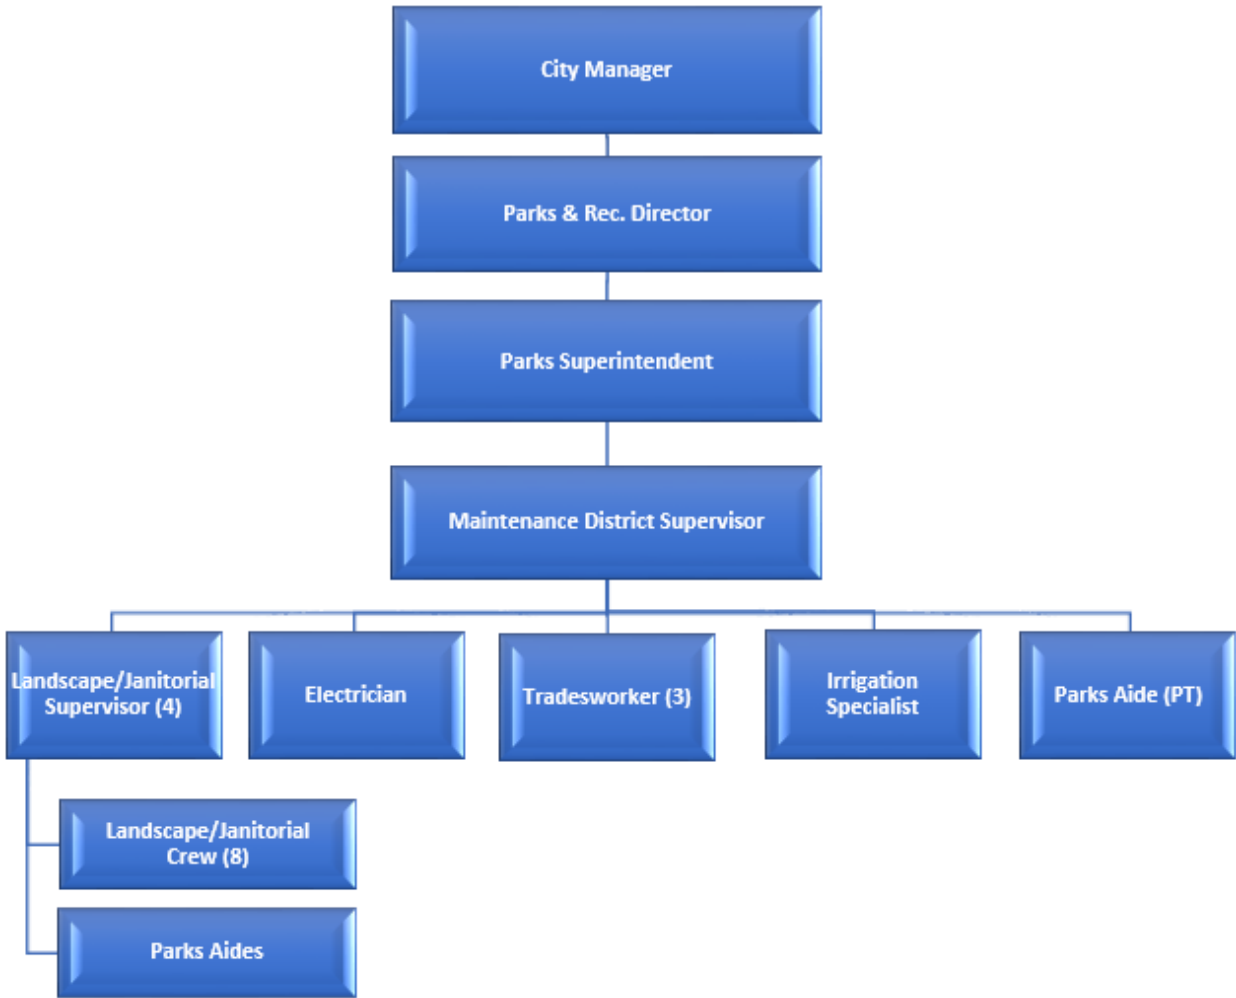 City Manager
Parks & Rec. Director
Parks Superintendent
Maintenance District Supervisor
Landscape/Janitorial
Supervisor (4)
Electrician
Tradesworker (3)
Irrigation
Specialist
Parks Aide (PT)
Landscape/Janitorial
Crew (8)
Parks Aides